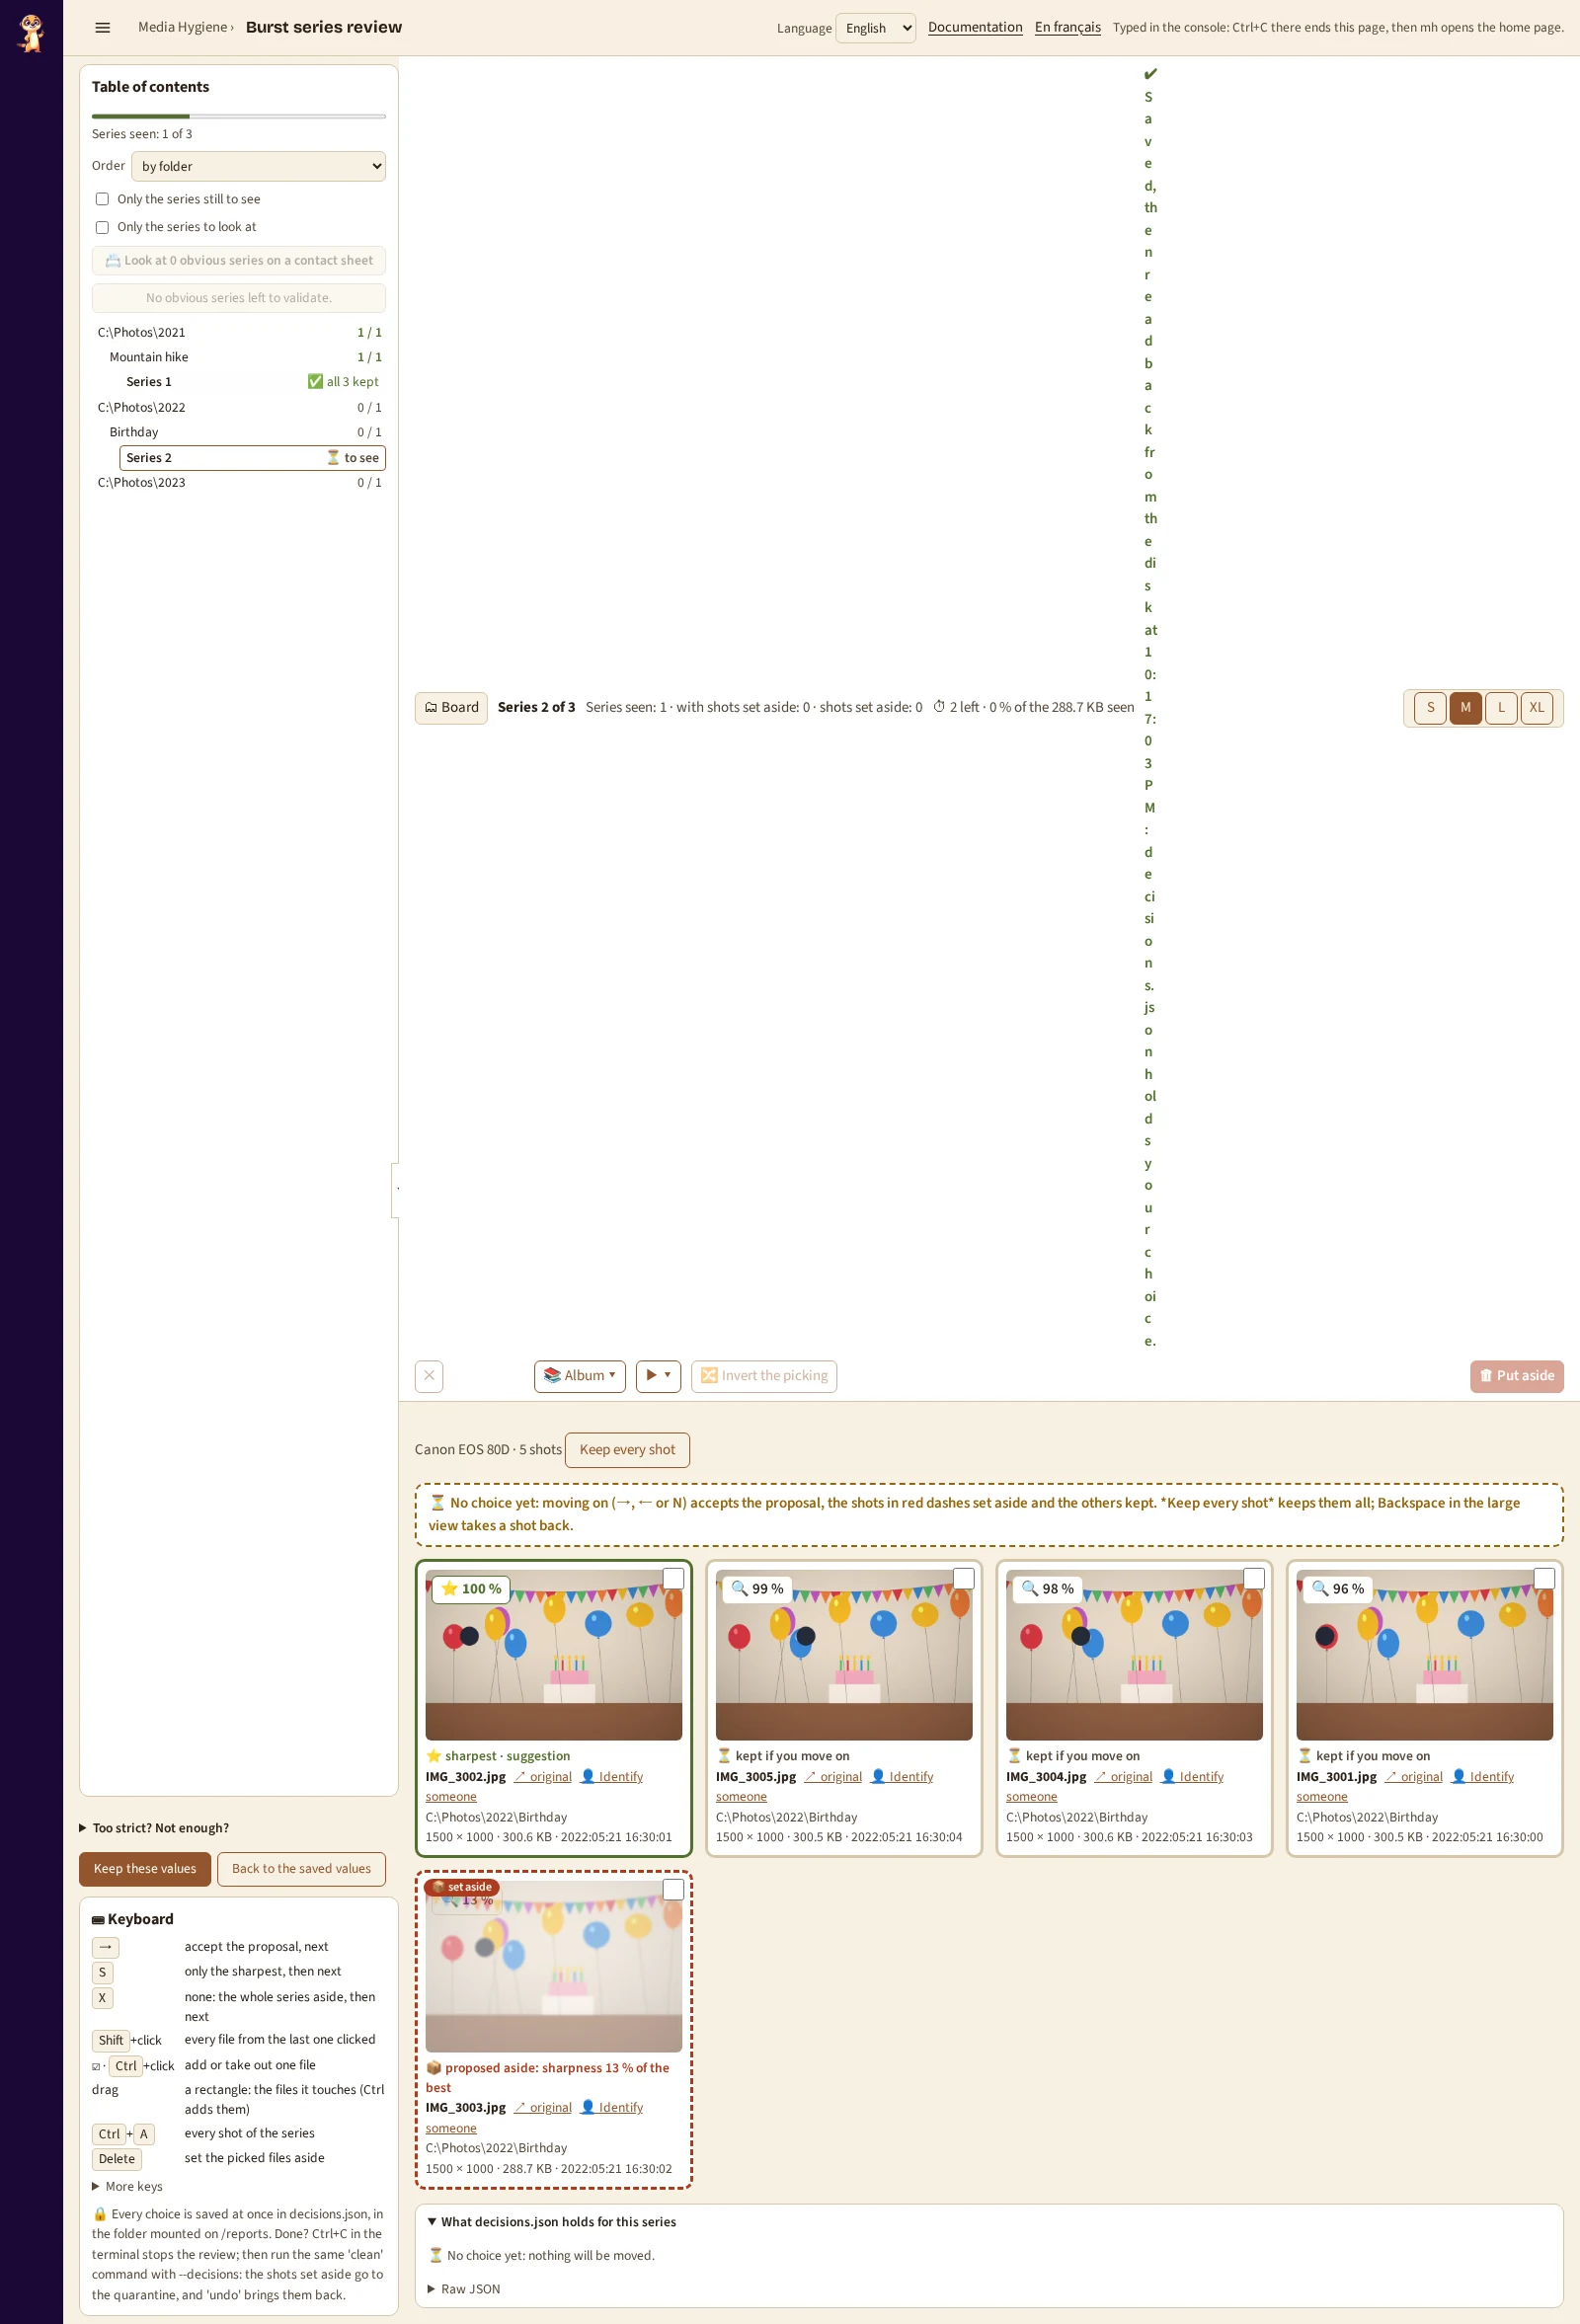 Media Hygiene › Burst series review
Language English Documentation En français Typed in the console: Ctrl+C there ends this page, then mh opens the home page.
Table of contents
Series seen: 1 of 3
Order by folder
Only the series still to see
Only the series to look at
📇 Look at 0 obvious series on a contact sheet
No obvious series left to validate.
C:\Photos\2021 1 / 1
Mountain hike 1 / 1
Series 1 ✅ all 3 kept
C:\Photos\2022 0 / 1
Birthday 0 / 1
Series 2 ⏳ to see
C:\Photos\2023 0 / 1
▶ Too strict? Not enough?
Keep these values Back to the saved values
⌨ Keyboard
→ accept the proposal, next
S only the sharpest, then next
X none: the whole series aside, then
next
Shift+click every file from the last one clicked
☑ · Ctrl+click add or take out one file
drag a rectangle: the files it touches (Ctrl
adds them)
Ctrl+A every shot of the series
Delete set the picked files aside
▶ More keys
🔒 Every choice is saved at once in decisions.json, in
the folder mounted on /reports. Done? Ctrl+C in the
terminal stops the review; then run the same 'clean'
command with --decisions: the shots set aside go to
the quarantine, and 'undo' brings them back.
🗂 Board Series 2 of 3 Series seen: 1 · with shots set aside: 0 · shots set aside: 0 ⏱ 2 left · 0 % of the 288.7 KB seen
✔ Saved, then read back from the disk at 10:17:03 PM: decisions.json holds your choice.
S M L XL
× 📚 Album ▾ ▶ ▾ 🔀 Invert the picking 🗑 Put aside
Canon EOS 80D · 5 shots Keep every shot
⏳ No choice yet: moving on (→, ← or N) accepts the proposal, the shots in red dashes set aside and the others kept. *Keep every shot* keeps them all; Backspace in the large
view takes a shot back.
⭐ 100 %
⭐ sharpest · suggestion
IMG_3002.jpg ↗ original 👤 Identify
someone
C:\Photos\2022\Birthday
1500 × 1000 · 300.6 KB · 2022:05:21 16:30:01
🔍 99 %
⏳ kept if you move on
IMG_3005.jpg ↗ original 👤 Identify
someone
C:\Photos\2022\Birthday
1500 × 1000 · 300.5 KB · 2022:05:21 16:30:04
🔍 98 %
⏳ kept if you move on
IMG_3004.jpg ↗ original 👤 Identify
someone
C:\Photos\2022\Birthday
1500 × 1000 · 300.6 KB · 2022:05:21 16:30:03
🔍 96 %
⏳ kept if you move on
IMG_3001.jpg ↗ original 👤 Identify
someone
C:\Photos\2022\Birthday
1500 × 1000 · 300.5 KB · 2022:05:21 16:30:00
📦 set aside
🔍 13 %
📦 proposed aside: sharpness 13 % of the
best
IMG_3003.jpg ↗ original 👤 Identify
someone
C:\Photos\2022\Birthday
1500 × 1000 · 288.7 KB · 2022:05:21 16:30:02
▼ What decisions.json holds for this series
⏳ No choice yet: nothing will be moved.
▶ Raw JSON